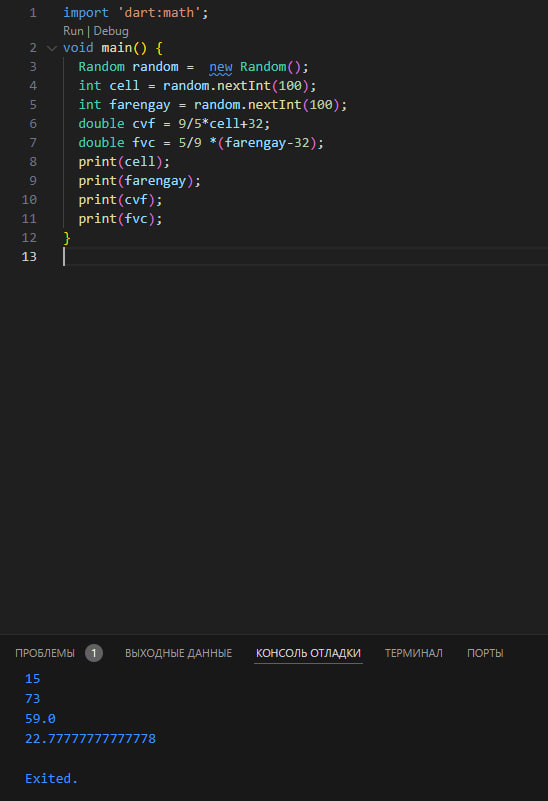 1 import 'dart:math';
Run | Debug
2 void main() {
3 Random random =  new Random();
4 int cell = random.nextInt(100);
5 int farengay = random.nextInt(100);
6 double cvf = 9/5*cell+32;
7 double fvc = 5/9 *(farengay-32);
8 print(cell);
9 print(farengay);
10 print(cvf);
11 print(fvc);
12 }
13
ПРОБЛЕМЫ 1 ВЫХОДНЫЕ ДАННЫЕ КОНСОЛЬ ОТЛАДКИ ТЕРМИНАЛ ПОРТЫ
15
73
59.0
22.77777777777778
Exited.